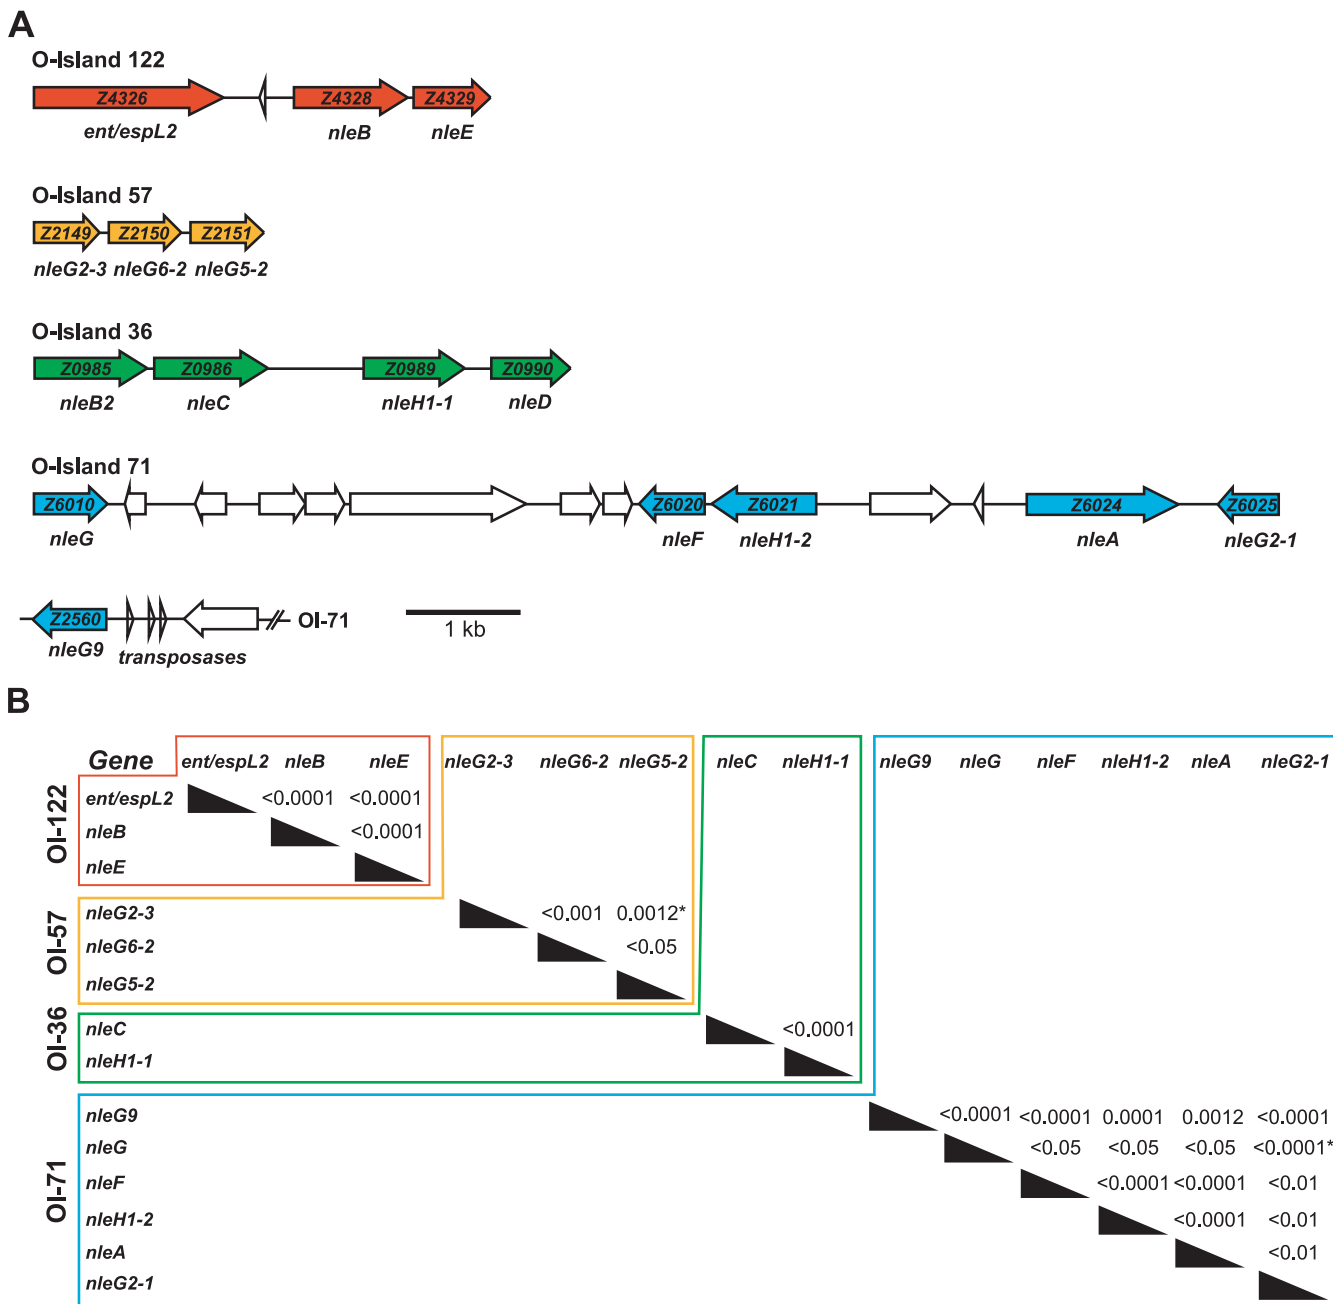 A
O-Island 122
Z4326 Z4328 Z4329
ent/espL2 nleB nleE
O-Island 57
Z2149 Z2150 Z2151
nleG2-3 nleG6-2 nleG5-2
O-Island 36
Z0985 Z0986 Z0989 Z0990
nleB2 nleC nleH1-1 nleD
O-Island 71
Z6010 Z6020 Z6021 Z6024 Z6025
nleG nleF nleH1-2 nleA nleG2-1
Z2560 OI-71
nleG9 transposases
1 kb
B
Gene ent/espL2 nleB nleE nleG2-3 nleG6-2 nleG5-2 nleC nleH1-1 nleG9 nleG nleF nleH1-2 nleA nleG2-1
OI-122
ent/espL2 <0.0001 <0.0001
nleB <0.0001
nleE
OI-57
nleG2-3 <0.001 0.0012*
nleG6-2 <0.05
nleG5-2
OI-36
nleC <0.0001
nleH1-1
OI-71
nleG9 <0.0001 <0.0001 0.0001 0.0012 <0.0001
nleG <0.05 <0.05 <0.05 <0.0001*
nleF <0.0001 <0.0001 <0.01
nleH1-2 <0.0001 <0.01
nleA <0.01
nleG2-1